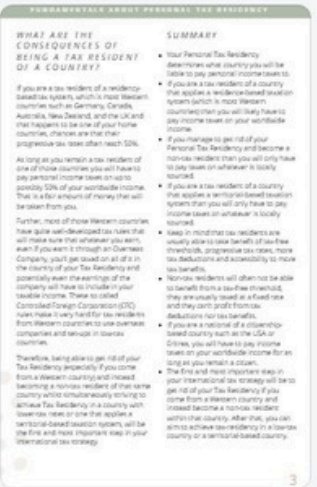 FUNDAMENTALS ABOUT PERSONAL TAX RESIDENCY
WHAT ARE THE
CONSEQUENCES OF
BEING A TAX RESIDENT
OF A COUNTRY?
If you are a tax resident of a residency-
based tax system, which is most Western
countries such as Germany, Canada,
Australia, New Zealand, and the UK and
that happens to be one of your home
countries, chances are that their
progressive tax rates often reach 50%.
As long as you remain a tax resident of
one of those countries you will have to
pay personal income taxes on up to
possibly 50% of your worldwide income.
That is a fair amount of money that will
be taken from you.
Further, most of those Western countries
have quite well-developed tax rules that
will make sure that whatever you earn,
even if you earn it through an Overseas
Company, you'll get taxed on all of it in
the country of your Tax Residency and
potentially even the earnings of the
company will have to include in your
taxable income. These so called
Controlled Foreign Corporation (CFC)
rules make it very hard for tax residents
from Western countries to use overseas
companies and set-ups in low-tax
countries.
Therefore, being able to get rid of your
Tax Residency (especially if you come
from a Western country) and instead
becoming a non-tax resident of that same
country whilst simultaneously striving to
achieve Tax Residency in a country with
lower tax rates or one that applies a
territorial-based taxation system, will be
the first and most important step in your
international tax strategy.
SUMMARY
• Your Personal Tax Residency
determines what country you will be
liable to pay personal income taxes to.
• If you are a tax resident of a country
that applies a residence-based taxation
system (which is most Western
countries) then you will likely have to
pay income taxes on your worldwide
income.
• If you manage to get rid of your
Personal Tax Residency and become a
non-tax resident than you will only have
to pay taxes on whatever is locally
sourced.
• If you are a tax resident of a country
that applies a territorial-based taxation
system than you will only have to pay
income taxes on whatever is locally
sourced.
• Keep in mind that tax residents are
usually able to take benefit of tax-free
thresholds, progressive tax rates, more
tax deductions and accessibility to more
tax benefits.
• Non-tax residents will often not be able
to benefit from a tax-free threshold,
they are usually taxed at a fixed rate
and they can't profit from tax
deductions nor tax benefits.
• If you are a national of a citizenship-
based country such as the USA or
Eritrea, you will have to pay income
taxes on your worldwide income for as
long as you remain a citizen.
• The first and most important step in
your international tax strategy will be to
get rid of your Tax Residency if you
come from a Western country and
instead become a non-tax resident
within that country. After that, you can
aim to achieve tax-residency in a low-tax
country or a territorial-based country.
3